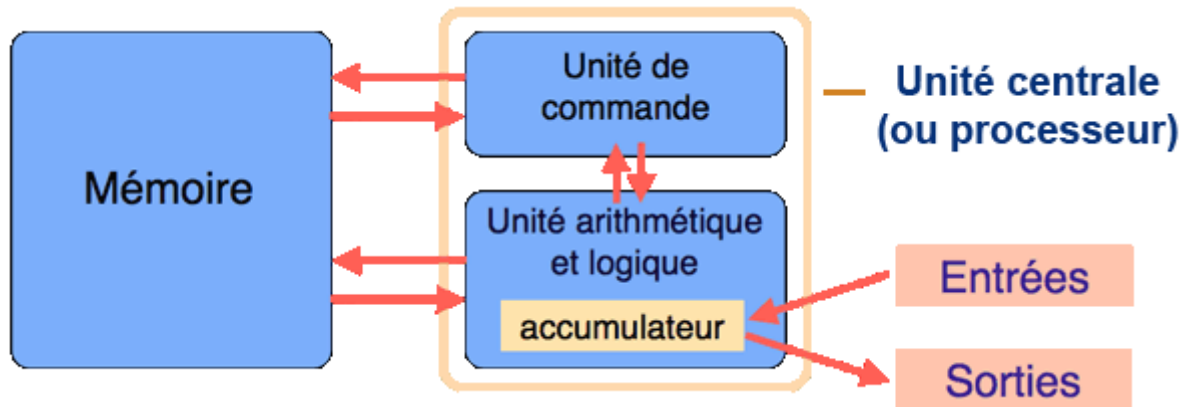 Mémoire
Unité de
commande
Unité arithmétique
et logique
accumulateur
Unité centrale
(ou processeur)
Entrées
Sorties